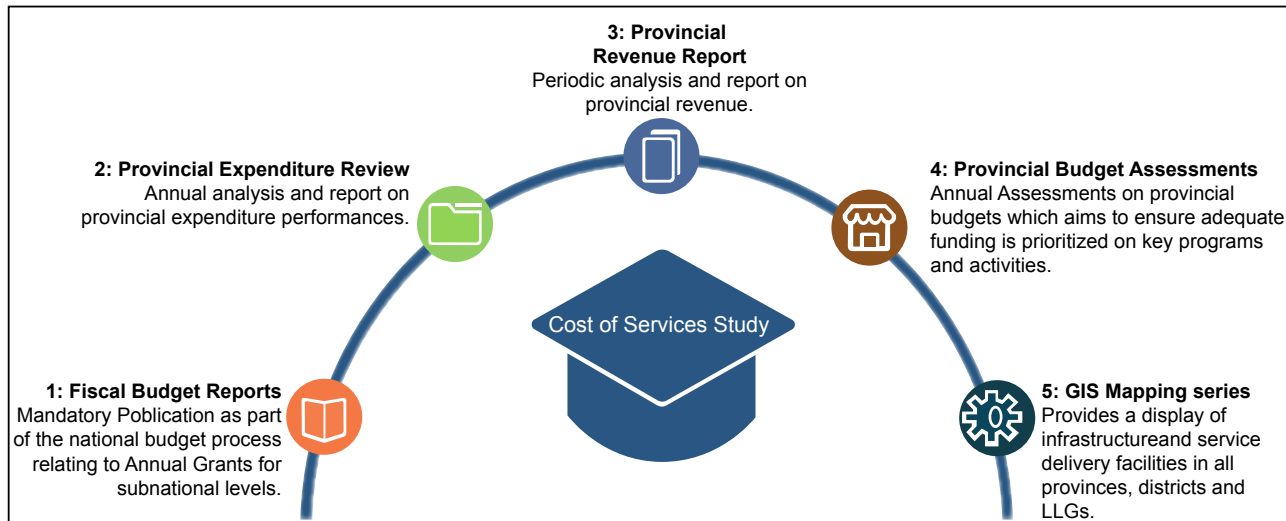 3: Provincial
Revenue Report
Periodic analysis and report on
provincial revenue.
2: Provincial Expenditure Review
Annual analysis and report on
provincial expenditure performances.
4: Provincial Budget Assessments
Annual Assessments on provincial
budgets which aims to ensure adequate
funding is prioritized on key programs
and activities.
Cost of Services Study
1: Fiscal Budget Reports
Mandatory Poblication as part
of the national budget process
relating to Annual Grants for
subnational levels.
5: GIS Mapping series
Provides a display of
infrastructureand service
delivery facilities in all
provinces, districts and
LLGs.